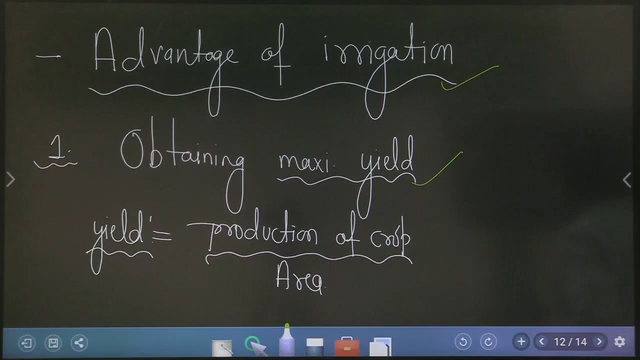 - Advantage of irrigation
1. Obtaining maxi. yield
yield = production of crop
Area
12 / 14